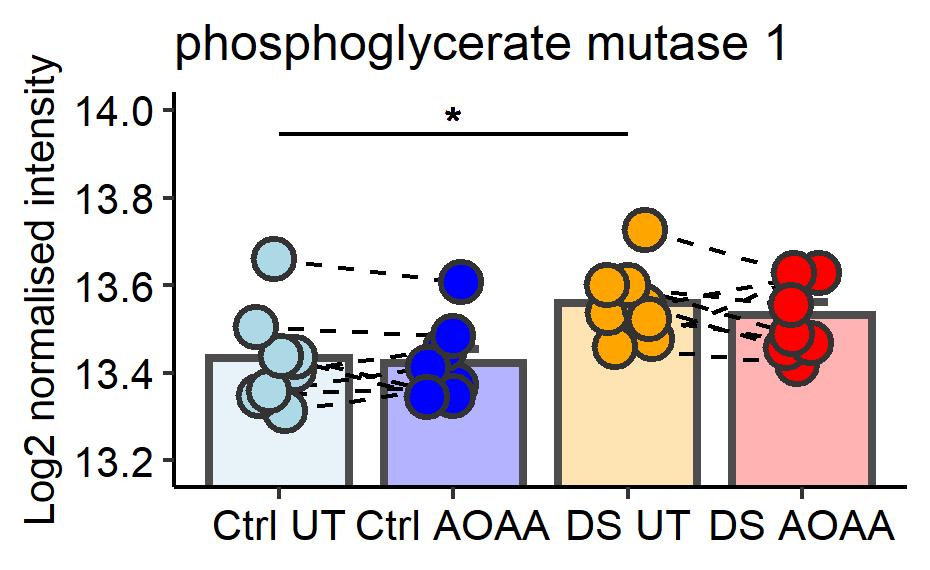 phosphoglycerate mutase 1
Log2 normalised intensity
14.0
*
13.8
13.6
13.4
13.2
Ctrl UT Ctrl AOAA DS UT DS AOAA